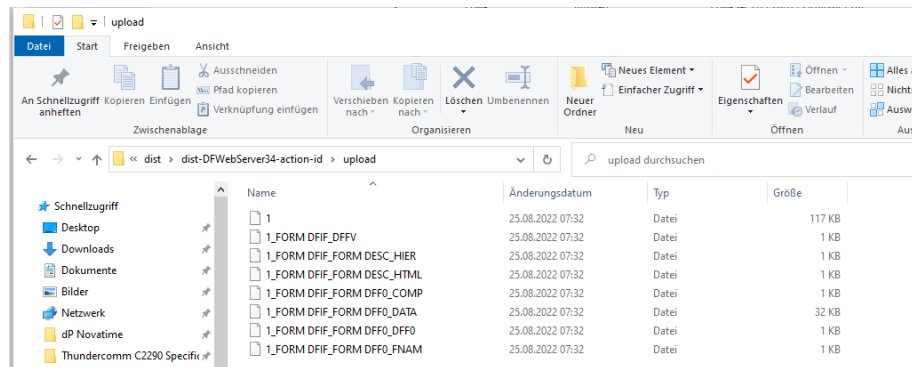 upload
Datei Start Freigeben Ansicht
An Schnellzugriff anheften
Kopieren
Einfügen
Ausschneiden
Pfad kopieren
Verknüpfung einfügen
Zwischenablage
Verschieben nach
Kopieren nach
Löschen
Umbenennen
Organisieren
Neuer Ordner
Neues Element
Einfacher Zugriff
Neu
Eigenschaften
Öffnen
Bearbeiten
Verlauf
Öffnen
Alles
Nicht
Ausw
Aus
« dist › dist-DFWebServer34-action-id › upload
upload durchsuchen
Schnellzugriff
Desktop
Downloads
Dokumente
Bilder
Netzwerk
dP Novatime
Thundercomm C2290 Specific
Name Änderungsdatum Typ Größe
1 25.08.2022 07:32 Datei 117 KB
1_FORM DFIF_DFFV 25.08.2022 07:32 Datei 1 KB
1_FORM DFIF_FORM DESC_HIER 25.08.2022 07:32 Datei 1 KB
1_FORM DFIF_FORM DESC_HTML 25.08.2022 07:32 Datei 1 KB
1_FORM DFIF_FORM DFF0_COMP 25.08.2022 07:32 Datei 1 KB
1_FORM DFIF_FORM DFF0_DATA 25.08.2022 07:32 Datei 32 KB
1_FORM DFIF_FORM DFF0_DFF0 25.08.2022 07:32 Datei 1 KB
1_FORM DFIF_FORM DFF0_FNAM 25.08.2022 07:32 Datei 1 KB